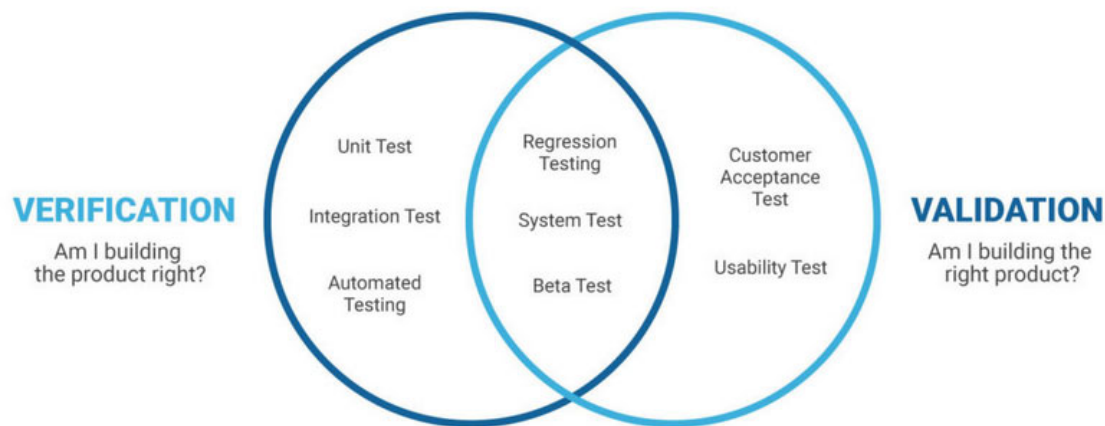 VERIFICATION
Am I building
the product right?
Unit Test
Integration Test
Automated
Testing
Regression
Testing
System Test
Beta Test
Customer
Acceptance
Test
Usability Test
VALIDATION
Am I building the
right product?